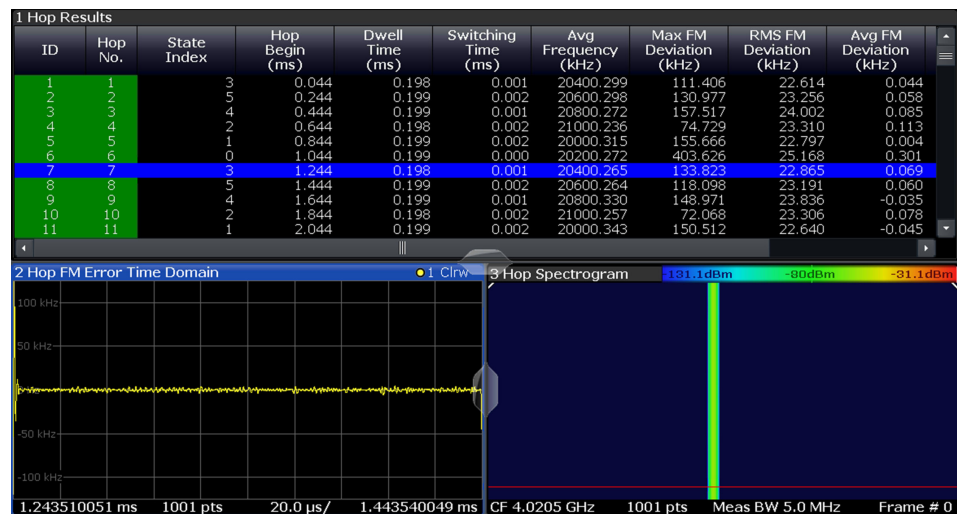 1 Hop Results
ID Hop No. State Index Hop Begin (ms) Dwell Time (ms) Switching Time (ms) Avg Frequency (kHz) Max FM Deviation (kHz) RMS FM Deviation (kHz) Avg FM Deviation (kHz)
1 1 3 0.044 0.198 0.001 20400.299 111.406 22.614 0.044
2 2 5 0.244 0.198 0.002 20600.298 130.977 23.256 0.058
3 3 4 0.444 0.199 0.001 20800.272 157.517 24.002 0.085
4 4 2 0.644 0.198 0.002 21000.236 74.729 23.310 0.113
5 5 1 0.844 0.199 0.002 20000.315 155.666 22.797 0.004
6 6 0 1.044 0.199 0.000 20200.272 403.626 25.168 0.301
7 7 3 1.244 0.198 0.001 20400.265 133.823 22.865 0.069
8 8 5 1.444 0.199 0.002 20600.264 118.098 23.191 0.060
9 9 4 1.644 0.199 0.001 20800.330 148.971 23.836 -0.035
10 10 2 1.844 0.199 0.002 21000.257 72.068 23.306 0.078
11 11 1 2.044 0.199 0.002 20000.343 150.512 22.640 -0.045
2 Hop FM Error Time Domain 1 Clrw
100 kHz
50 kHz
-50 kHz
-100 kHz
1.243510051 ms 1001 pts 20.0 µs/ 1.443540049 ms
3 Hop Spectrogram -131.1dBm -80dBm -31.1dBm
CF 4.0205 GHz 1001 pts Meas BW 5.0 MHz Frame # 0